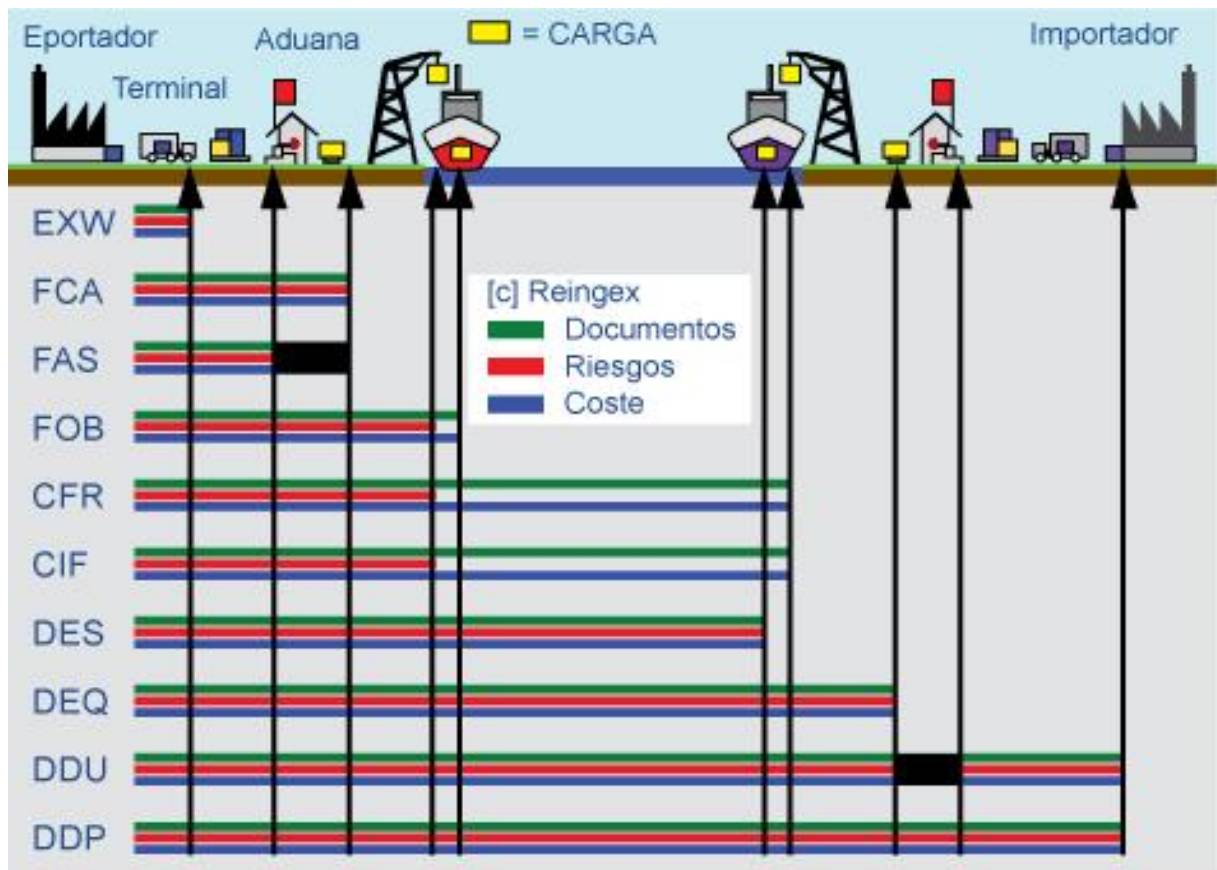 Eportador
Aduana
= CARGA
Importador
Terminal
EXW
FCA
[c] Reingex
Documentos
Riesgos
Coste
FAS
FOB
CFR
CIF
DES
DEQ
DDU
DDP